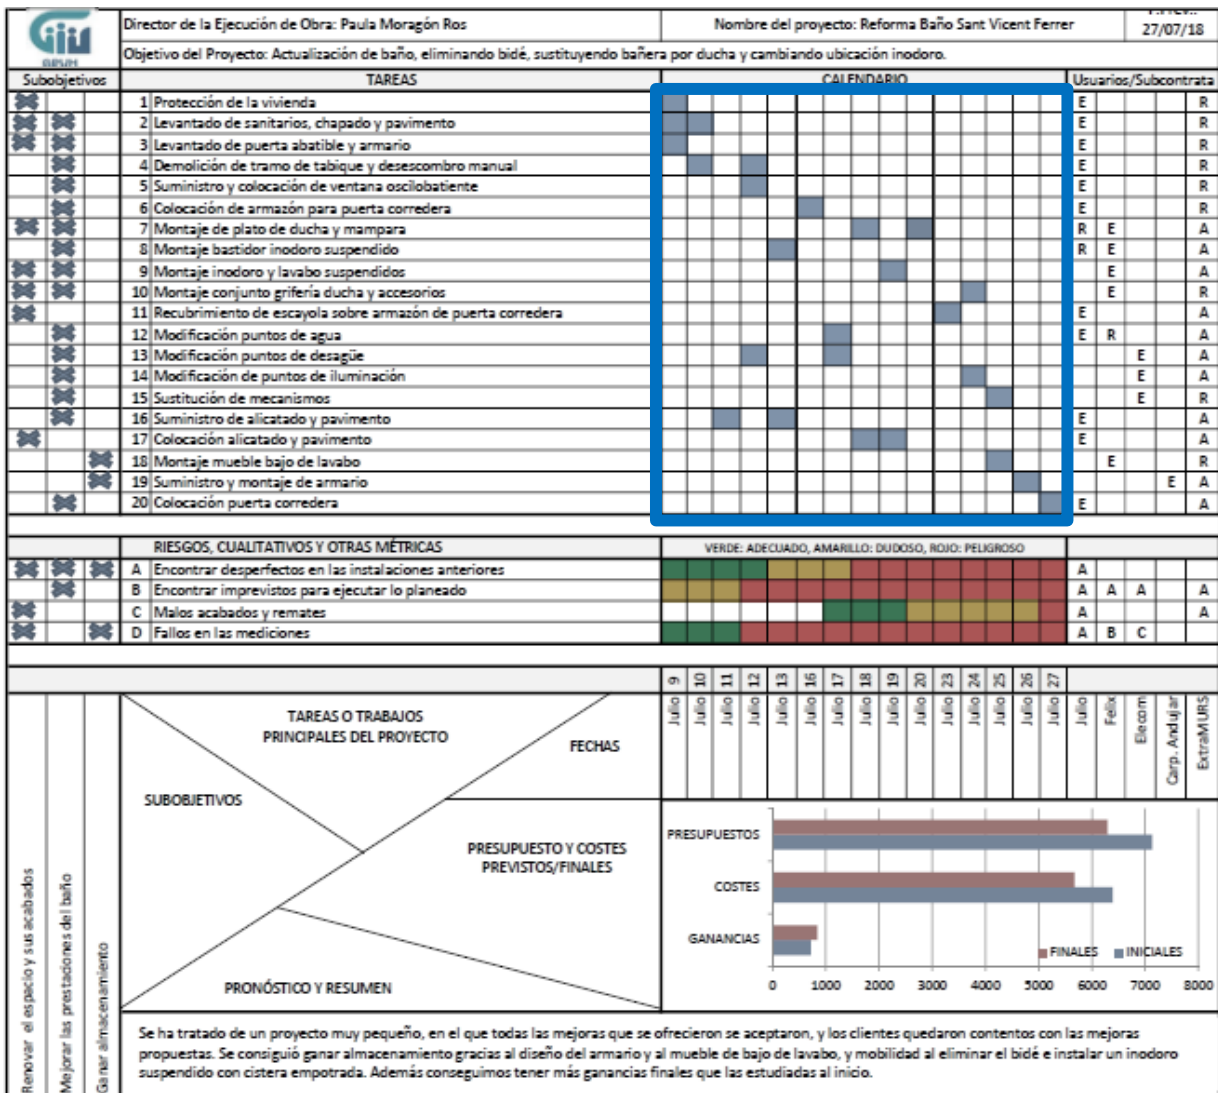 Director de la Ejecución de Obra: Paula Moragón Ros
Nombre del proyecto: Reforma Baño Sant Vicent Ferrer
27/07/18
Objetivo del Proyecto: Actualización de baño, eliminando bidé, sustituyendo bañera por ducha y cambiando ubicación inodoro.
Subobjetivos TAREAS CALENDARIO Usuarios/Subcontrata
1 Protección de la vivienda E R
2 Levantado de sanitarios, chapado y pavimento E R
3 Levantado de puerta abatible y armario E R
4 Demolición de tramo de tabique y desescombro manual E R
5 Suministro y colocación de ventana oscilobatiente E R
6 Colocación de armazón para puerta corredera E R
7 Montaje de plato de ducha y mampara R E A
8 Montaje bastidor inodoro suspendido R E A
9 Montaje inodoro y lavabo suspendidos E A
10 Montaje conjunto grifería ducha y accesorios E R
11 Recubrimiento de escayola sobre armazón de puerta corredera E A
12 Modificación puntos de agua E R A
13 Modificación puntos de desagüe E A
14 Modificación de puntos de iluminación E A
15 Sustitución de mecanismos E R
16 Suministro de alicatado y pavimento E A
17 Colocación alicatado y pavimento E A
18 Montaje mueble bajo de lavabo E R
19 Suministro y montaje de armario E A
20 Colocación puerta corredera E A
RIESGOS, CUALITATIVOS Y OTRAS MÉTRICAS VERDE: ADECUADO, AMARILLO: DUDOSO, ROJO: PELIGROSO
A Encontrar desperfectos en las instalaciones anteriores A
B Encontrar imprevistos para ejecutar lo planeado A A A A
C Malos acabados y remates A A
D Fallos en las mediciones A B C
Julio 9
Julio 10
Julio 11
Julio 12
Julio 13
Julio 16
Julio 17
Julio 18
Julio 19
Julio 20
Julio 23
Julio 24
Julio 25
Julio 26
Julio 27
Julio
Felix
Elecom
Carp. Andujar
ExtraMURS
TAREAS O TRABAJOS
PRINCIPALES DEL PROYECTO
FECHAS
SUBOBJETIVOS
PRESUPUESTO Y COSTES
PREVISTOS/FINALES
PRONÓSTICO Y RESUMEN
Renovar el espacio y sus acabados
Mejorar las prestaciones del baño
Ganar almacenamiento
PRESUPUESTOS
COSTES
GANANCIAS
FINALES INICIALES
0 1000 2000 3000 4000 5000 6000 7000 8000
Se ha tratado de un proyecto muy pequeño, en el que todas las mejoras que se ofrecieron se aceptaron, y los clientes quedaron contentos con las mejoras
propuestas. Se consiguió ganar almacenamiento gracias al diseño del armario y al mueble de bajo de lavabo, y mobilidad al eliminar el bidé e instalar un inodoro
suspendido con cistera empotrada. Además conseguimos tener más ganancias finales que las estudiadas al inicio.